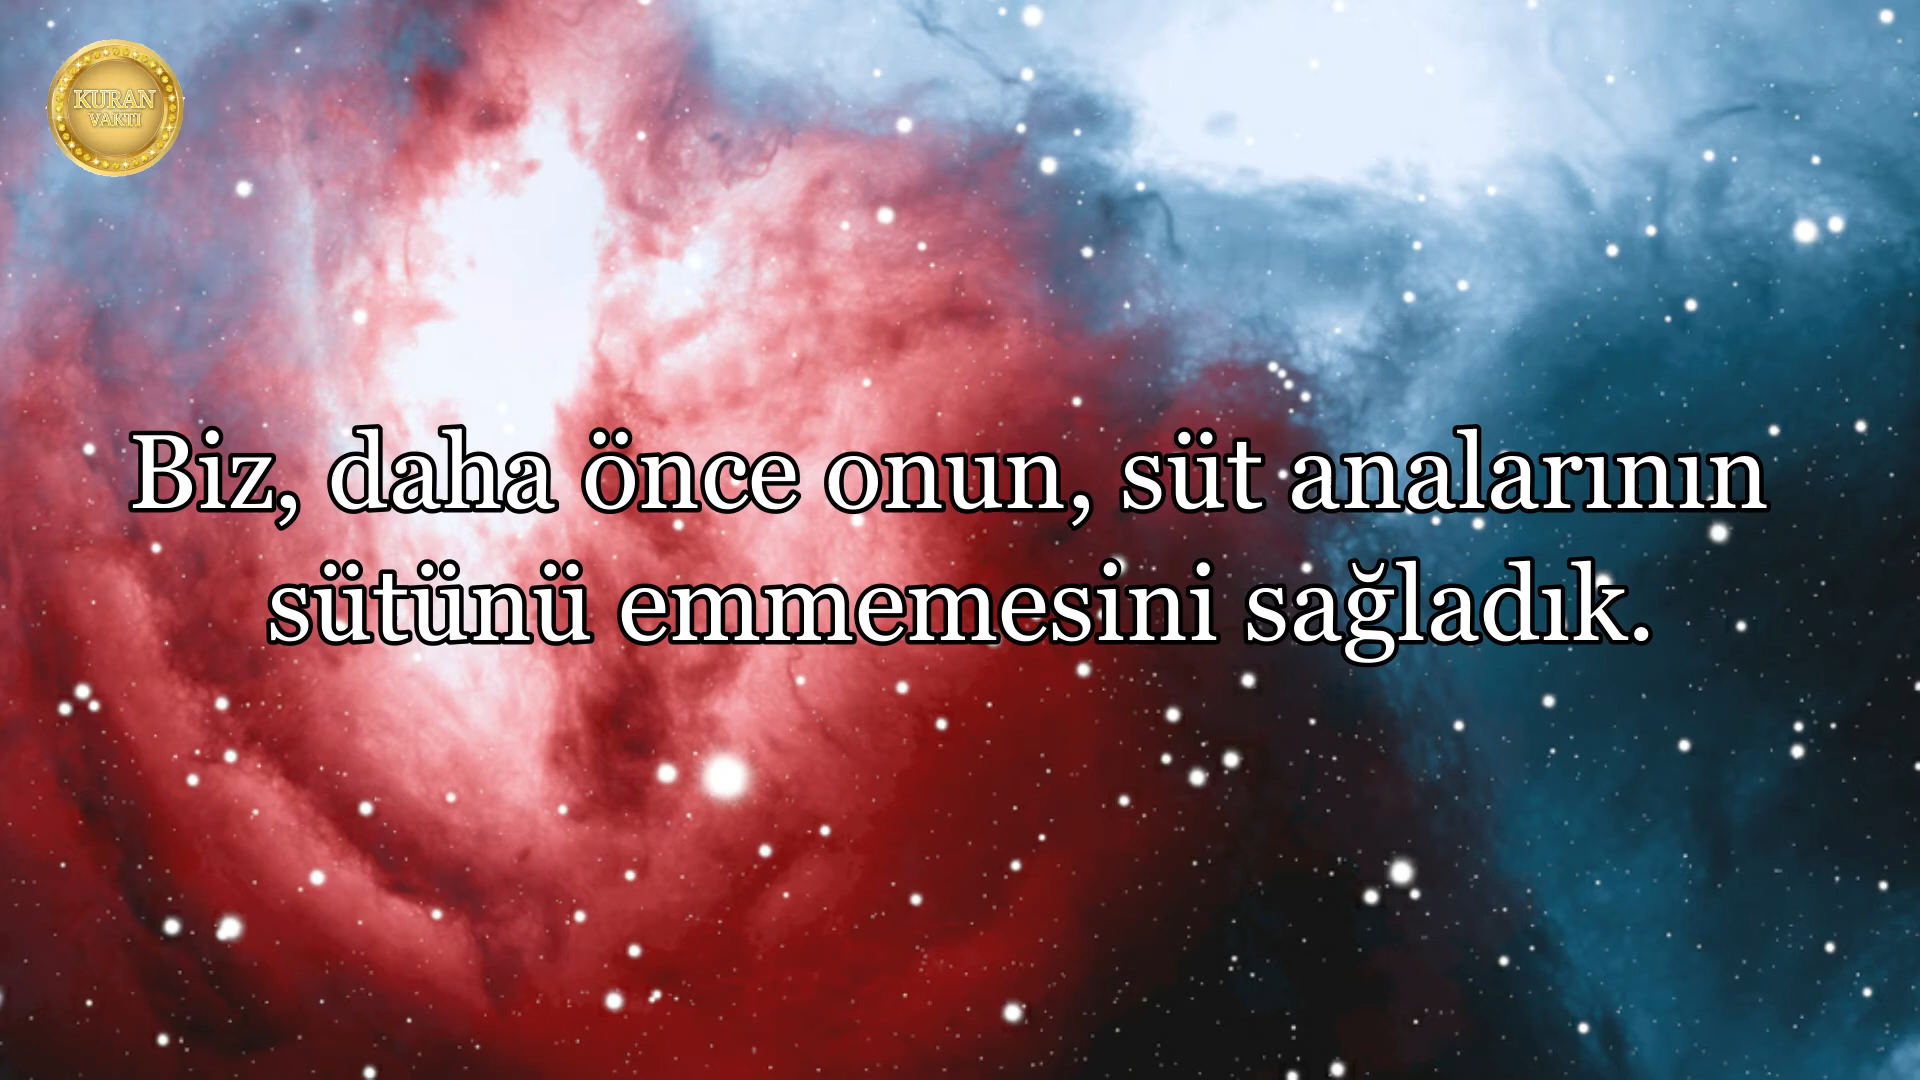 KURAN
VAKTİ
Biz, daha önce onun, süt analarının
sütünü emmemesini sağladık.